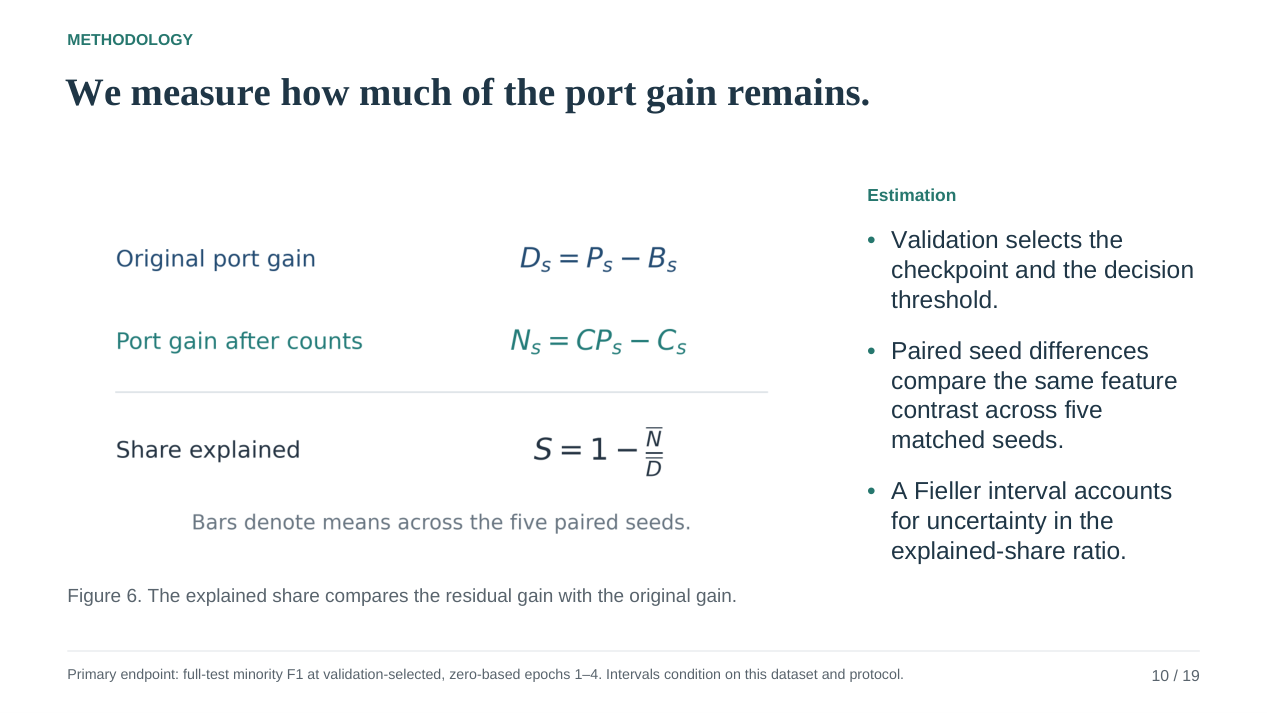 METHODOLOGY
We measure how much of the port gain remains.
Original port gain
Dₛ = Pₛ − Bₛ
Port gain after counts
Nₛ = CPₛ − Cₛ
Share explained
S = 1 − N̅/D̅
Bars denote means across the five paired seeds.
Figure 6. The explained share compares the residual gain with the original gain.
Estimation
• Validation selects the
checkpoint and the decision
threshold.
• Paired seed differences
compare the same feature
contrast across five
matched seeds.
• A Fieller interval accounts
for uncertainty in the
explained-share ratio.
Primary endpoint: full-test minority F1 at validation-selected, zero-based epochs 1–4. Intervals condition on this dataset and protocol.
10 / 19